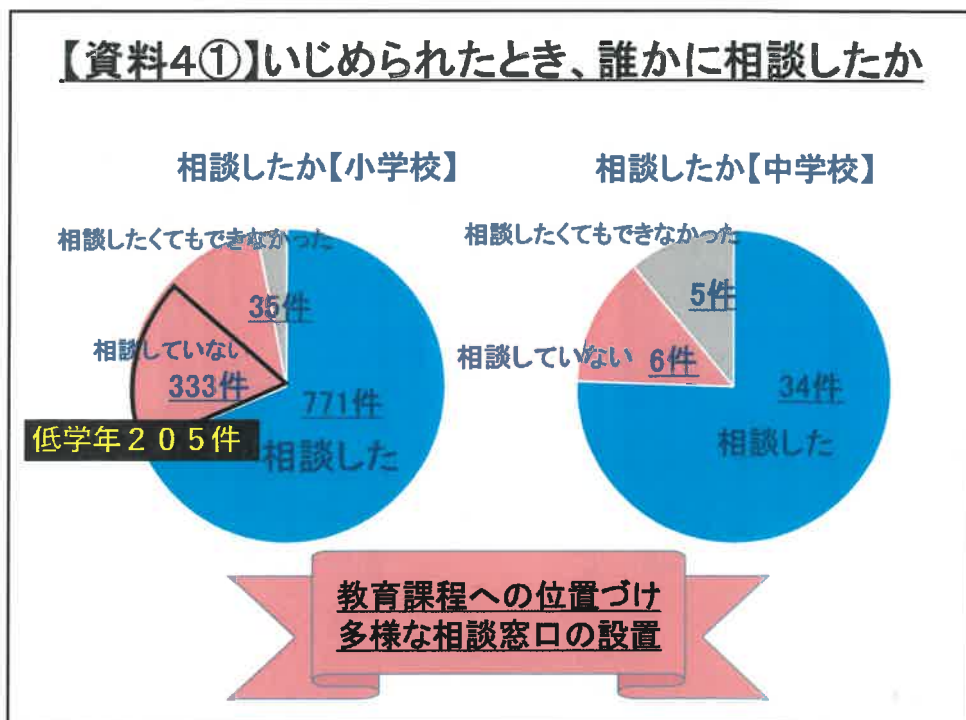 【資料4①】いじめられたとき、誰かに相談したか
相談したか【小学校】
相談したくてもできなかった
35件
相談していない
333件
771件
相談した
低学年205件
相談したか【中学校】
相談したくてもできなかった
5件
相談していない
6件
34件
相談した
教育課程への位置づけ
多様な相談窓口の設置